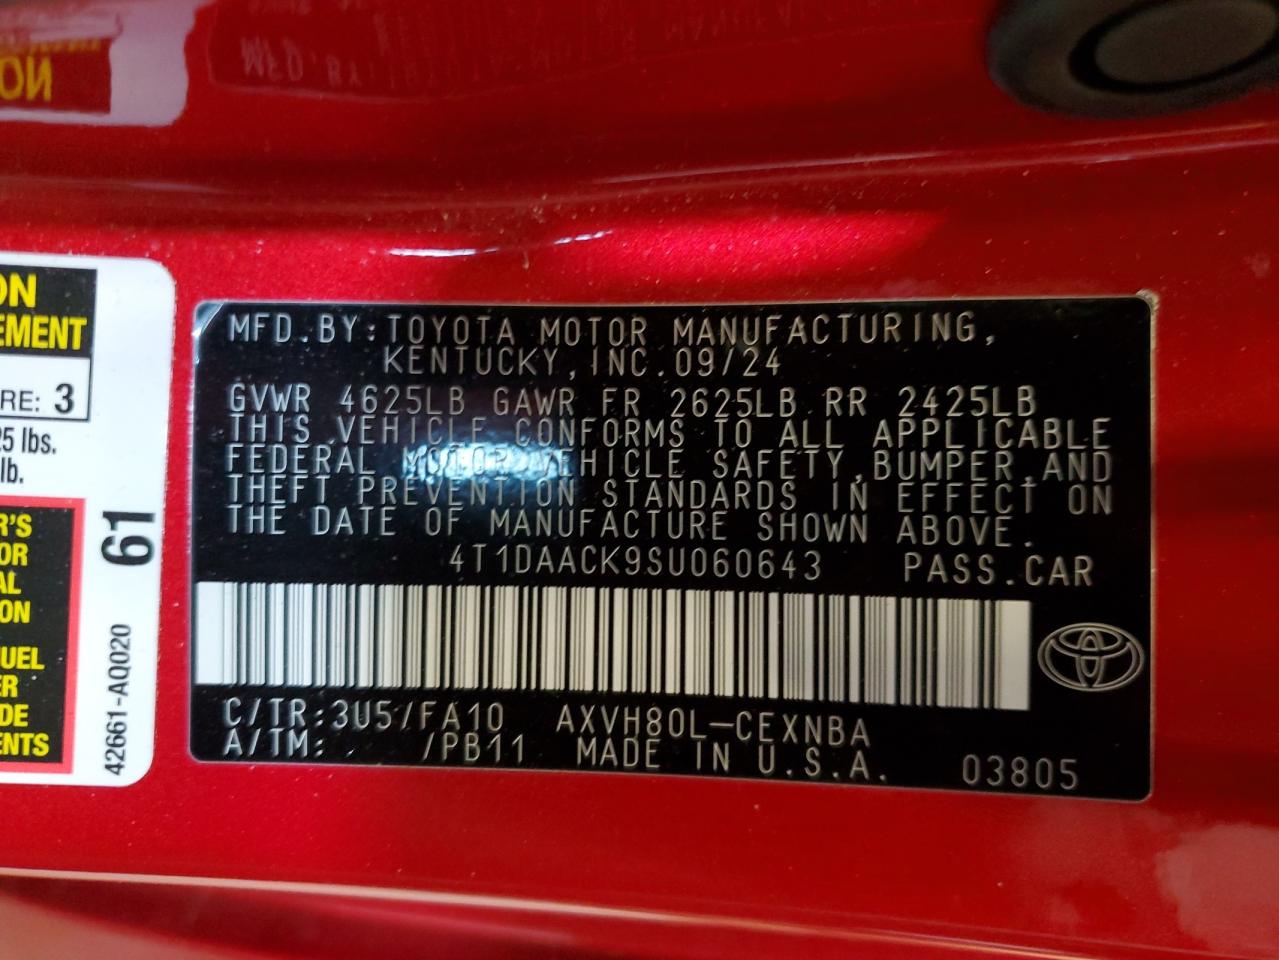 MFD.BY:TOYOTA MOTOR MANUFACTURING,
KENTUCKY,INC.09/24
GVWR 4625LB GAWR FR 2625LB RR 2425LB
THIS VEHICLE CONFORMS TO ALL APPLICABLE
FEDERAL MOTOR VEHICLE SAFETY,BUMPER,AND
THEFT PREVENTION STANDARDS IN EFFECT ON
THE DATE OF MANUFACTURE SHOWN ABOVE.
4T1DAACK9SU060643 PASS.CAR
C/TR:3U5/FA10 AXVH80L-CEXNBA
A/TM: /PB11 MADE IN U.S.A. 03805
ON
EMENT
RE: 3
25 lbs.
lb.
R'S
OR
AL
ON
UEL
ER
DE
ENTS
61
42661-AQ020